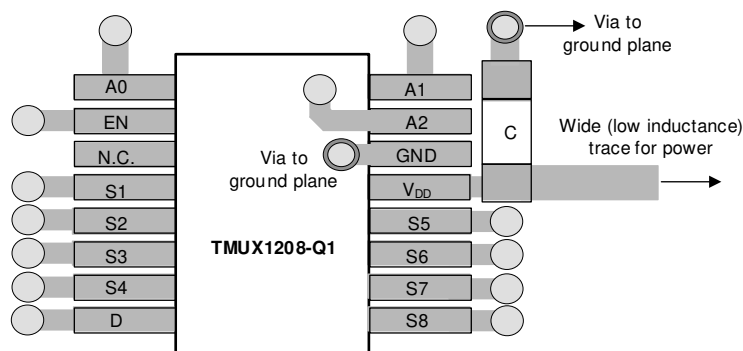 Via to
ground plane
A0
A1
EN
A2
C
Wide (low inductance)
trace for power
N.C.
Via to
ground plane
GND
S1
VDD
S2
S5
S3
TMUX1208-Q1
S6
S4
S7
D
S8